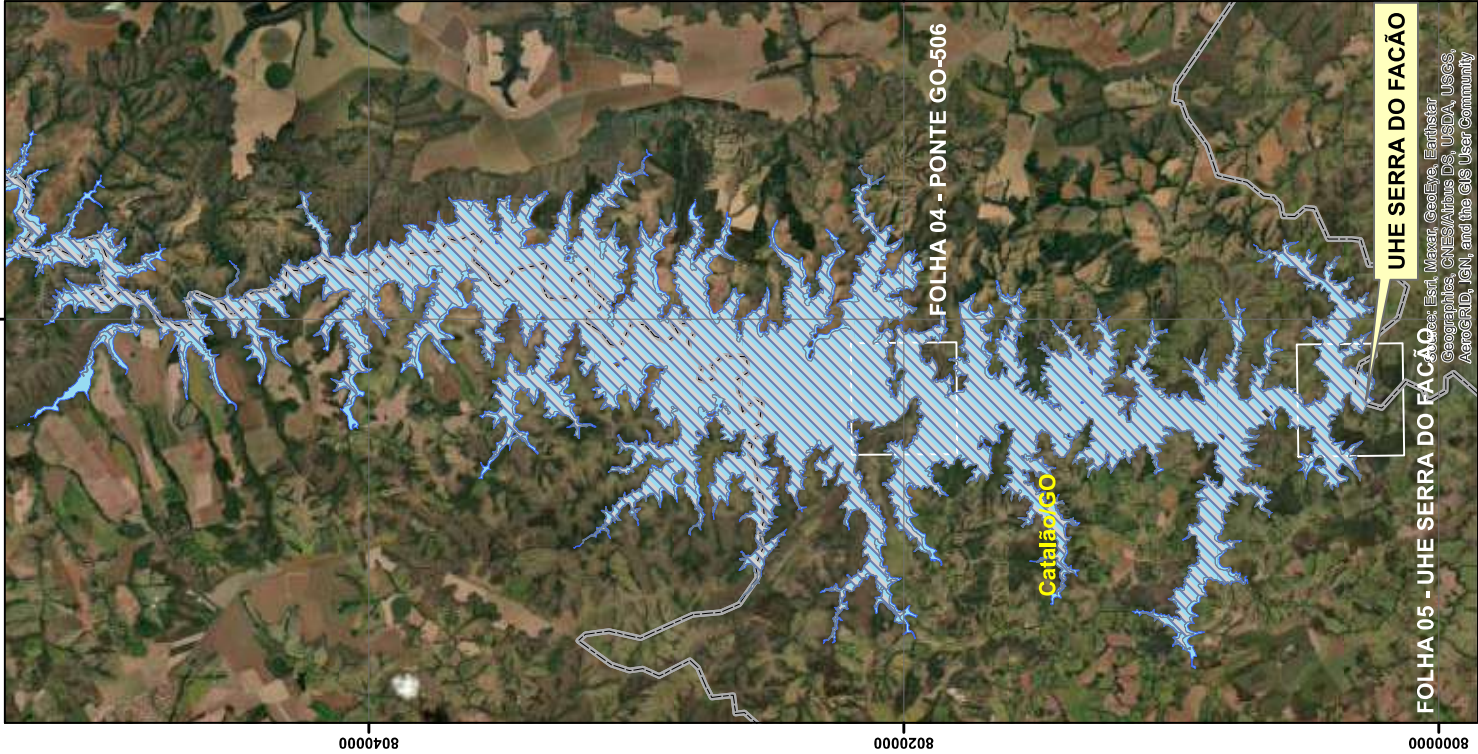 FOLHA 04 - PONTE GO-506
Catalão/GO
UHE SERRA DO FACÃO
FOLHA 05 - UHE SERRA DO FACÃO
Source: Esri, Maxar, GeoEye, Earthstar
Geographics, CNES/Airbus DS, USDA, USGS,
AeroGRID, IGN, and the GIS User Community
8040000
8020000
8000000